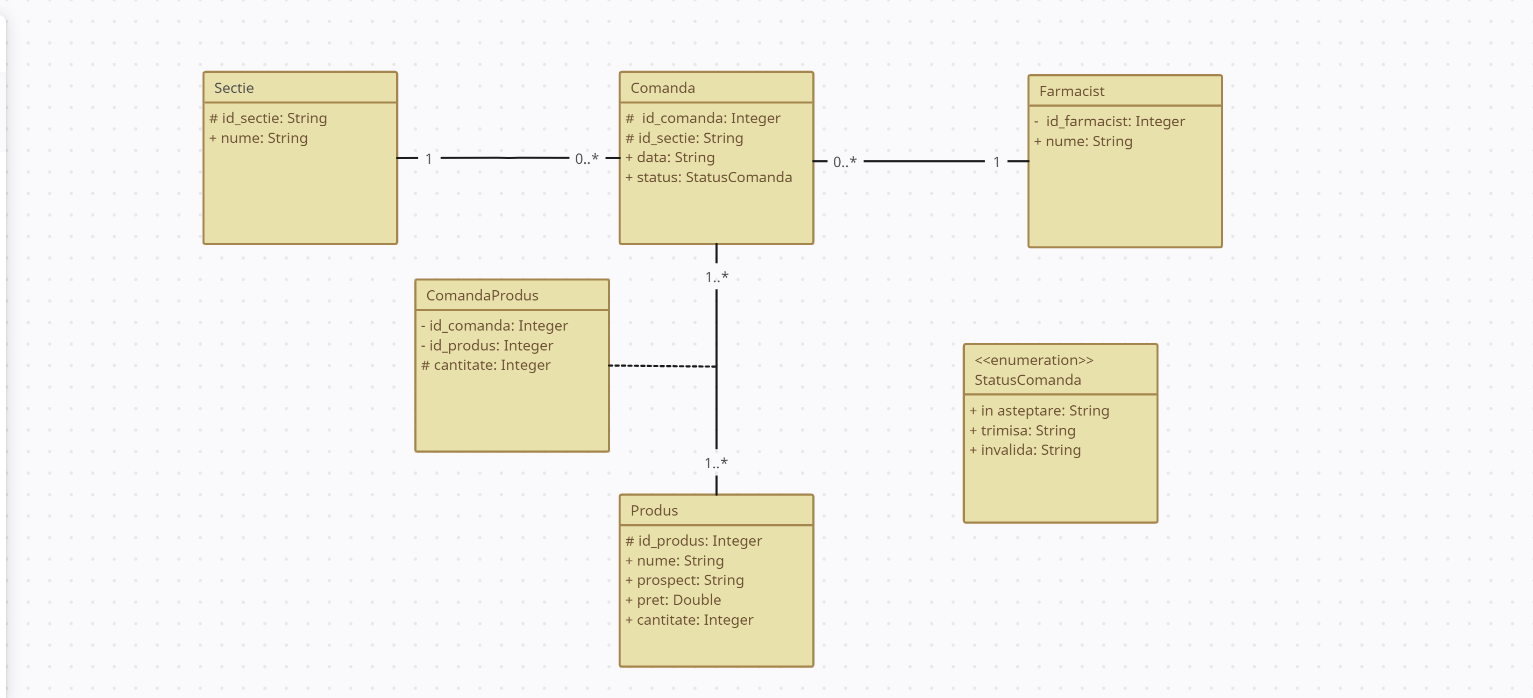 Sectie
# id_sectie: String
+ nume: String
1
0..*
Comanda
#  id_comanda: Integer
# id_sectie: String
+ data: String
+ status: StatusComanda
0..*
1
Farmacist
-  id_farmacist: Integer
+ nume: String
1..*
ComandaProdus
- id_comanda: Integer
- id_produs: Integer
# cantitate: Integer
<<enumeration>>
StatusComanda
+ in asteptare: String
+ trimisa: String
+ invalida: String
1..*
Produs
# id_produs: Integer
+ nume: String
+ prospect: String
+ pret: Double
+ cantitate: Integer